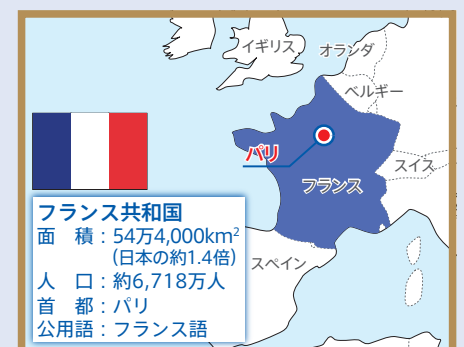 イギリス
オランダ
ベルギー
パリ
スイス
フランス
スペイン
フランス共和国
面　積：54万4,000km²
（日本の約1.4倍）
人　口：約6,718万人
首　都：パリ
公用語：フランス語